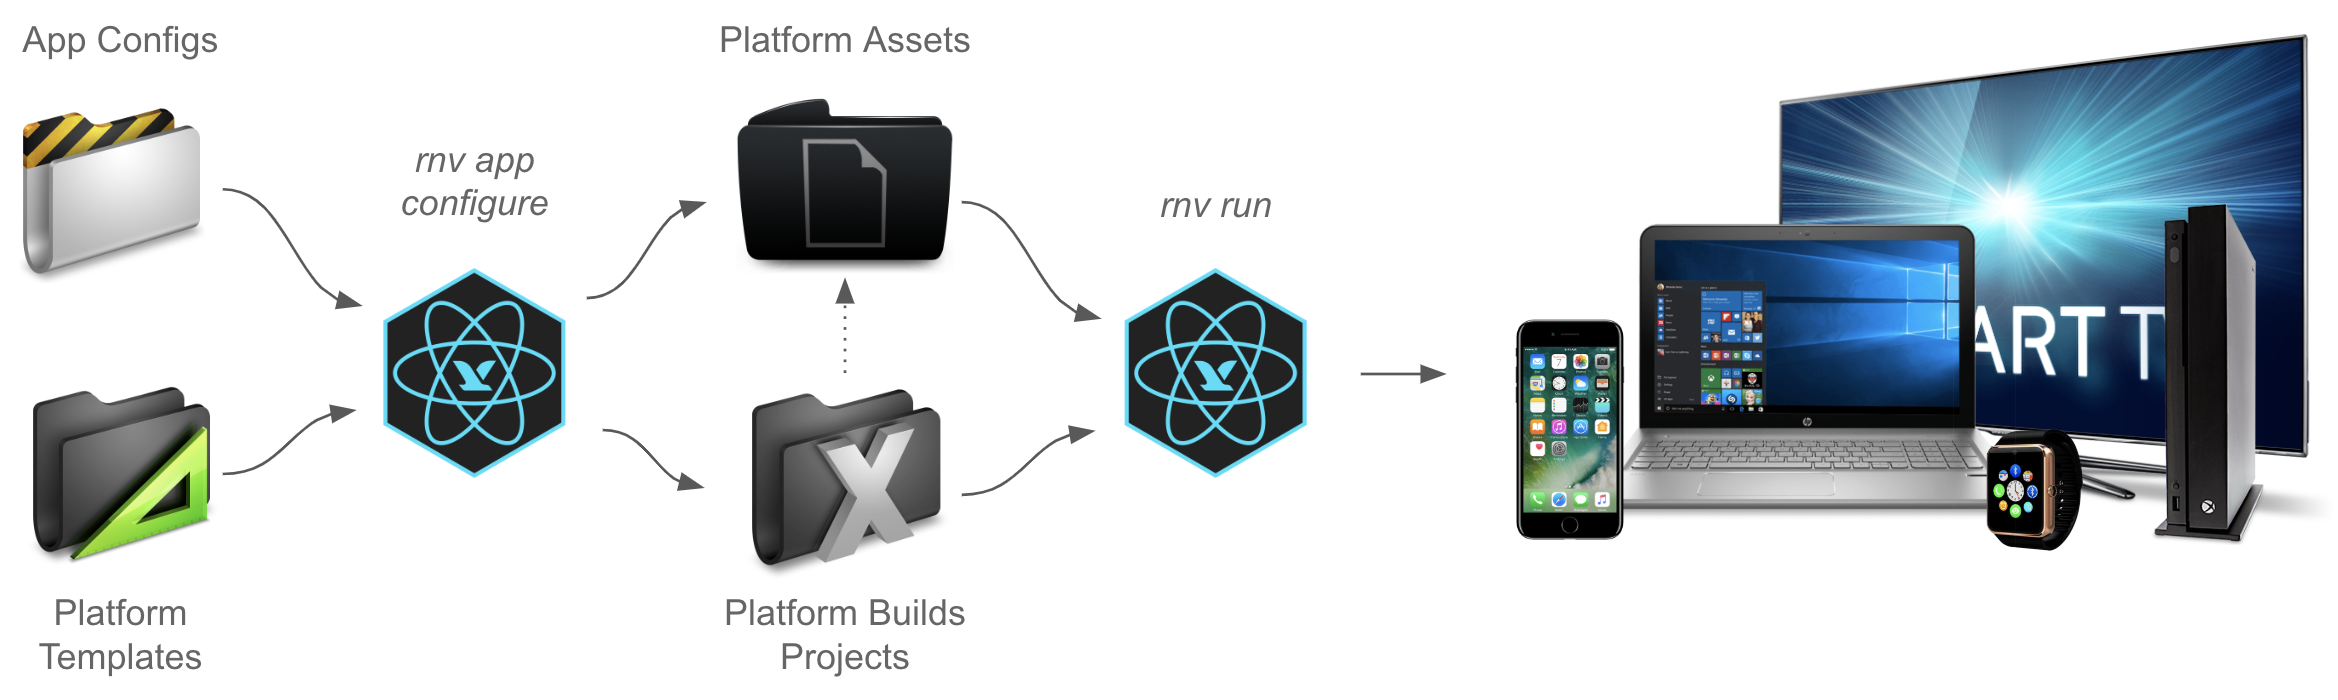 App Configs
Platform Assets
rnv app
configure
rnv run
Platform
Templates
Platform Builds
Projects
ART T